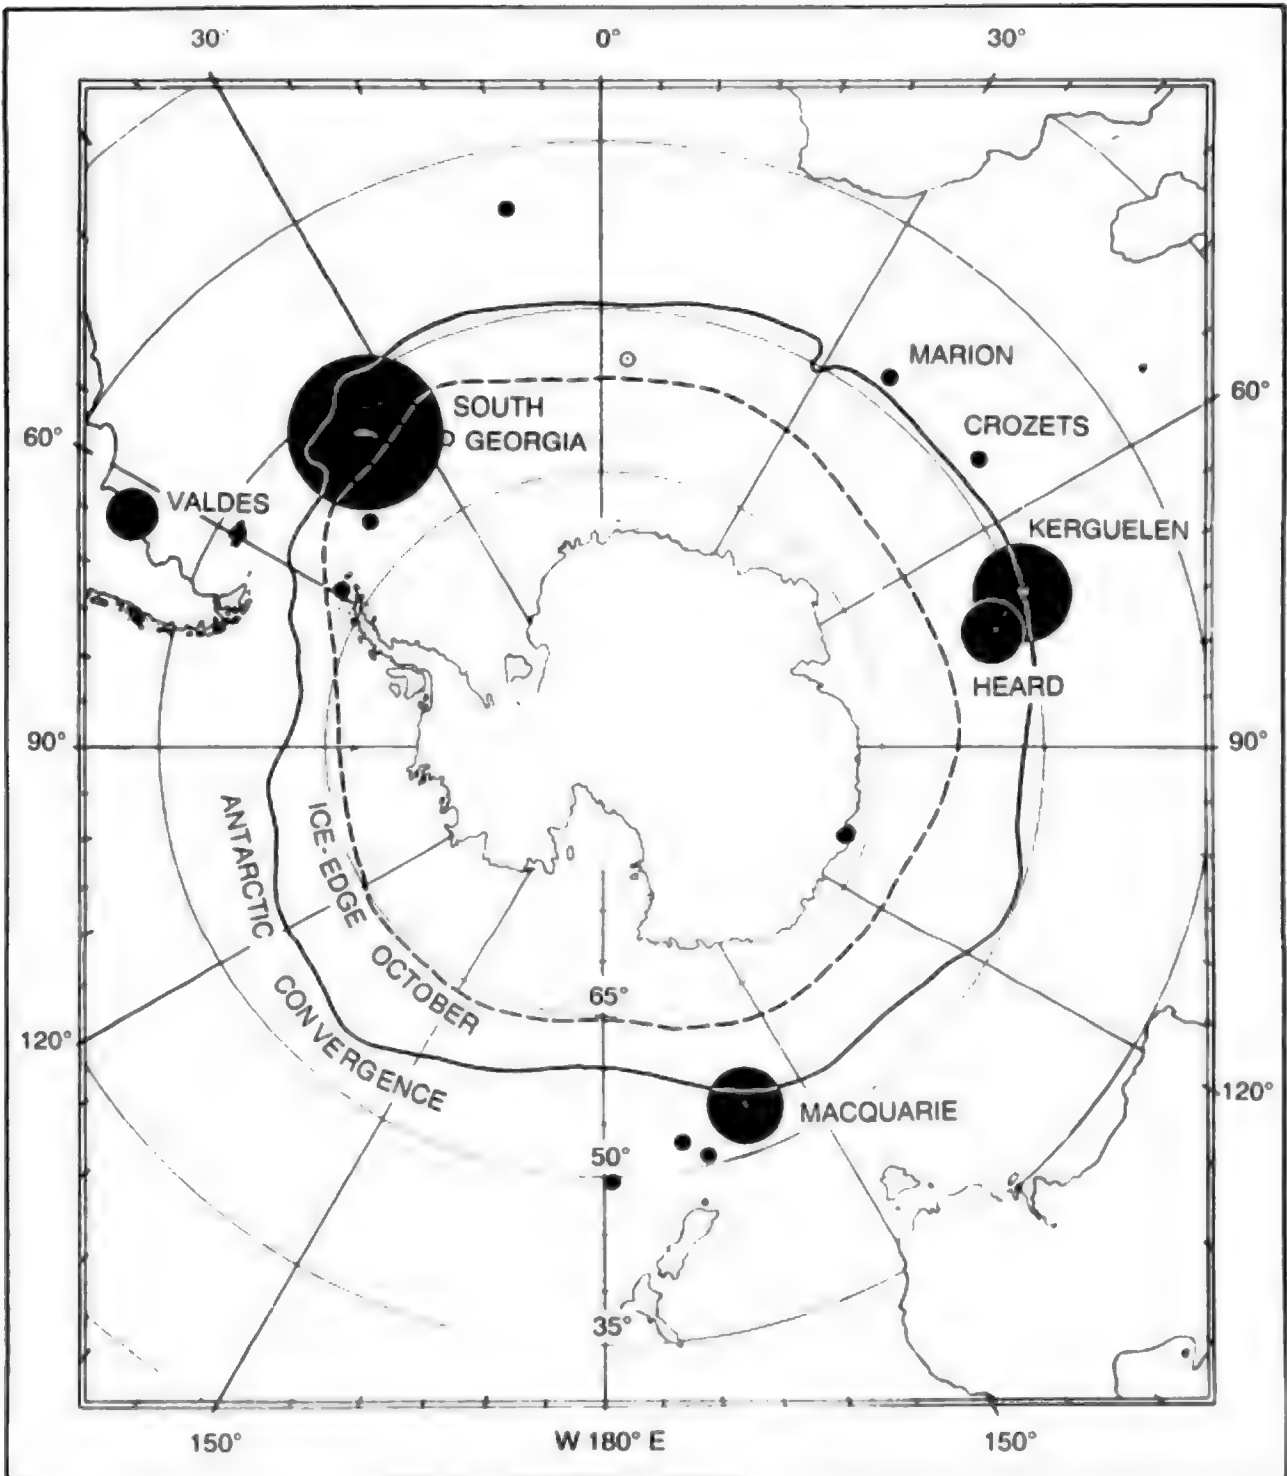 30°
0°
30°
MARION
60°
SOUTH
GEORGIA
CROZETS
60°
VALDES
KERGUELEN
HEARD
90°
90°
ANTARCTIC
CONVERGENCE
ICE-EDGE
OCTOBER
65°
120°
120°
MACQUARIE
50°
35°
150°
W 180° E
150°